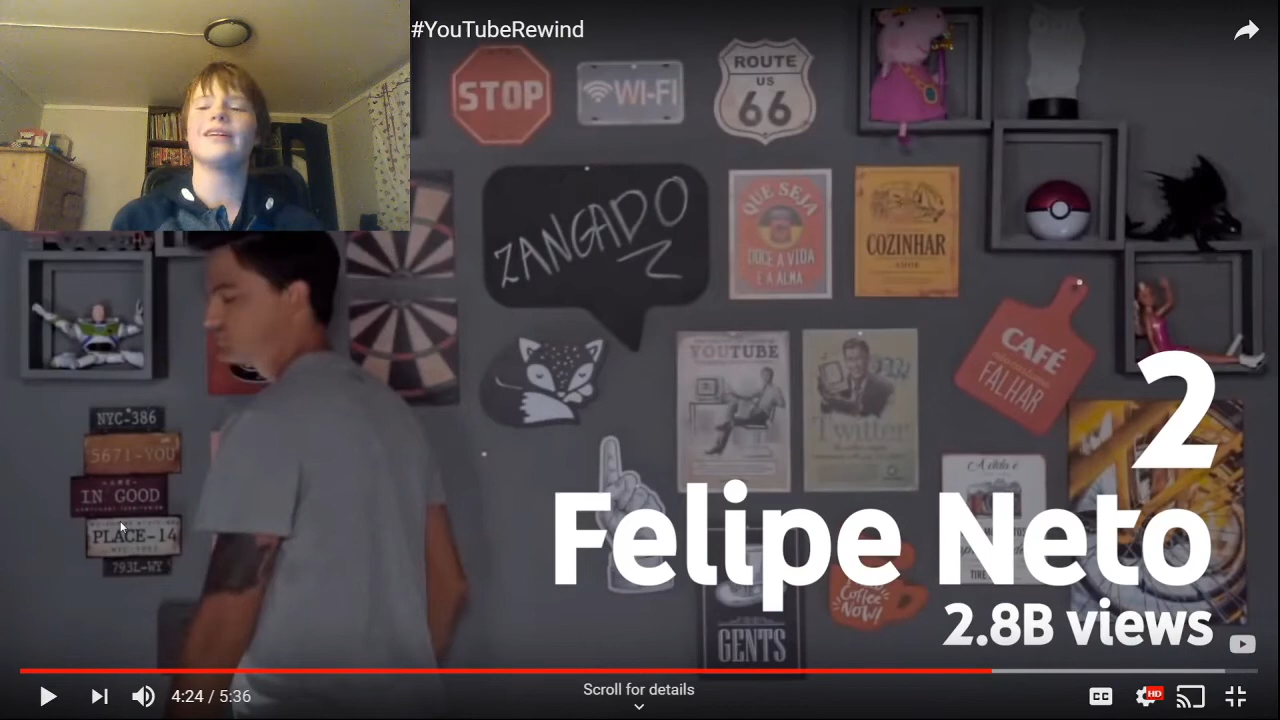 #YouTubeRewind
STOP
WI-FI
ROUTE
US
66
ZANGADO
QUE SEJA
DOCE A VIDA
E A ALMA
COZINHAR
CAFÉ
FALHAR
YOUTUBE
Twitter
NYC-386
5671-YOU
IN GOOD
PLACE-14
793L-WY
2
Felipe Neto
2.8B views
Coffee
NOW!
GENTS
4:24 / 5:36
Scroll for details
CC
HD